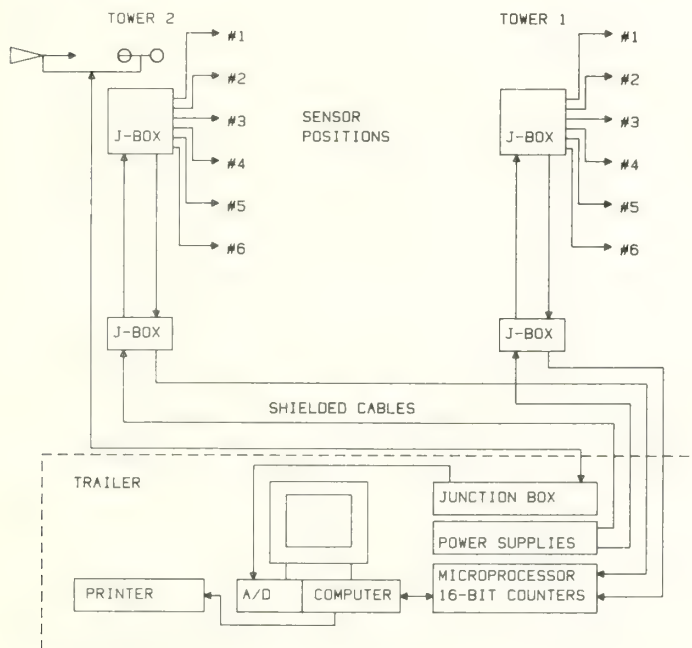 TOWER 2
#1
#2
#3
#4
#5
#6
J-BOX
J-BOX
SENSOR
POSITIONS
TOWER 1
#1
#2
#3
#4
#5
#6
J-BOX
J-BOX
SHIELDED CABLES
TRAILER
JUNCTION BOX
POWER SUPPLIES
MICROPROCESSOR
16-BIT COUNTERS
PRINTER
A/D
COMPUTER